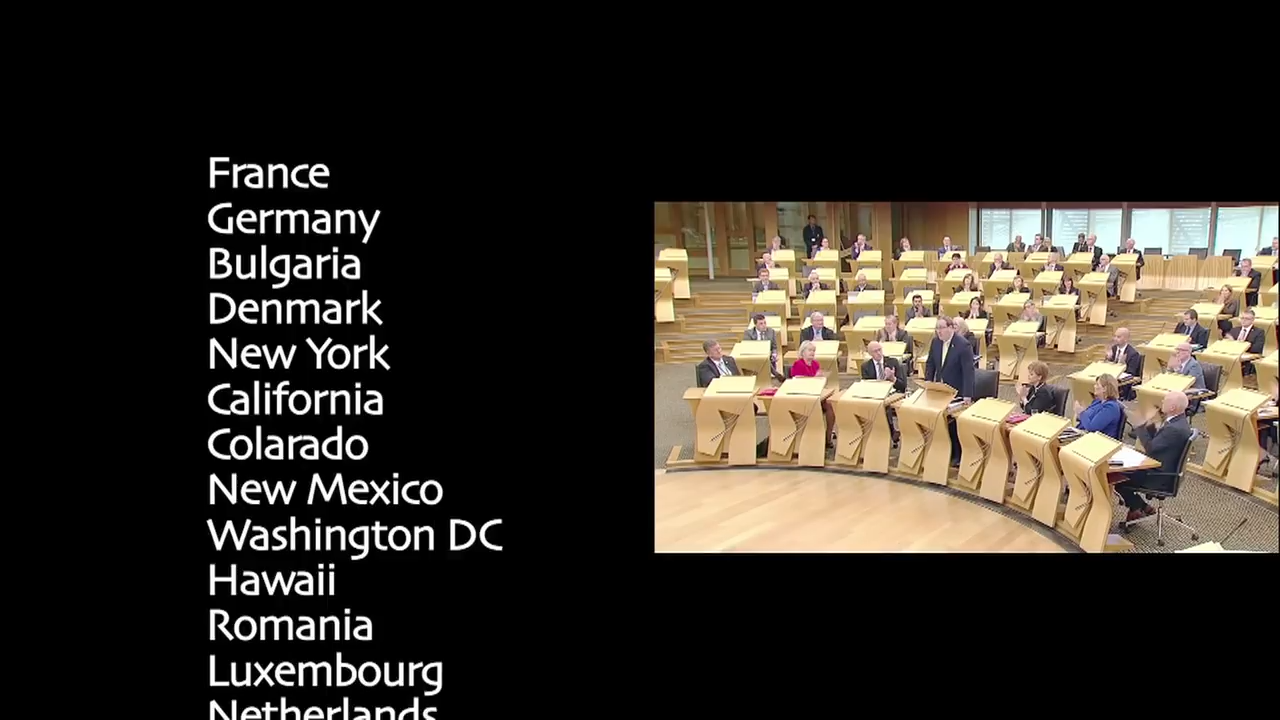 France
Germany
Bulgaria
Denmark
New York
California
Colarado
New Mexico
Washington DC
Hawaii
Romania
Luxembourg
Netherlands